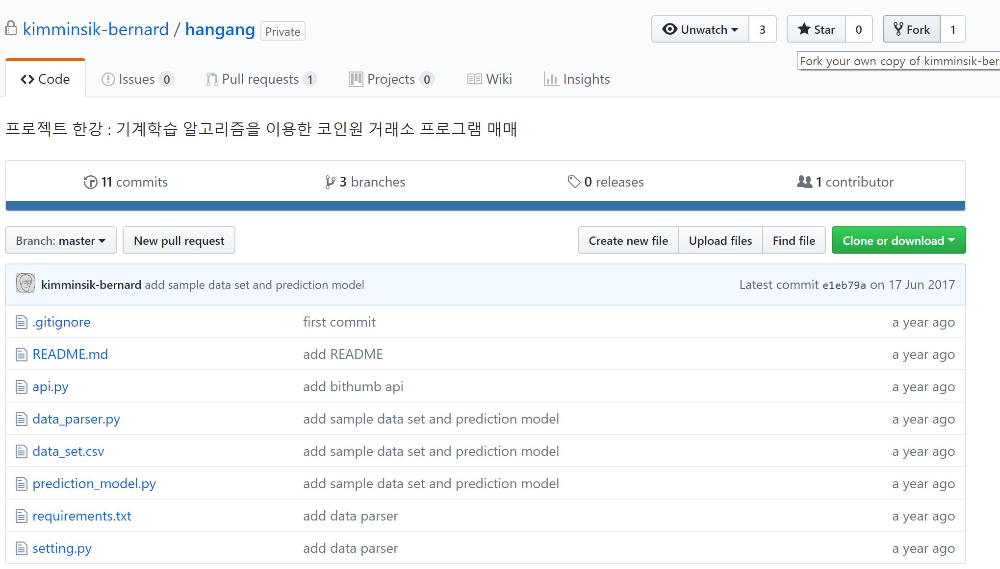 kimminsik-bernard / hangang Private Unwatch 3 Star 0 Fork 1
Fork your own copy of kimminsik-ber
Code Issues 0 Pull requests 1 Projects 0 Wiki Insights
프로젝트 한강 : 기계학습 알고리즘을 이용한 코인원 거래소 프로그램 매매
11 commits 3 branches 0 releases 1 contributor
Branch: master New pull request Create new file Upload files Find file Clone or download
kimminsik-bernard add sample data set and prediction model Latest commit e1eb79a on 17 Jun 2017
.gitignore first commit a year ago
README.md add README a year ago
api.py add bithumb api a year ago
data_parser.py add sample data set and prediction model a year ago
data_set.csv add sample data set and prediction model a year ago
prediction_model.py add sample data set and prediction model a year ago
requirements.txt add data parser a year ago
setting.py add data parser a year ago